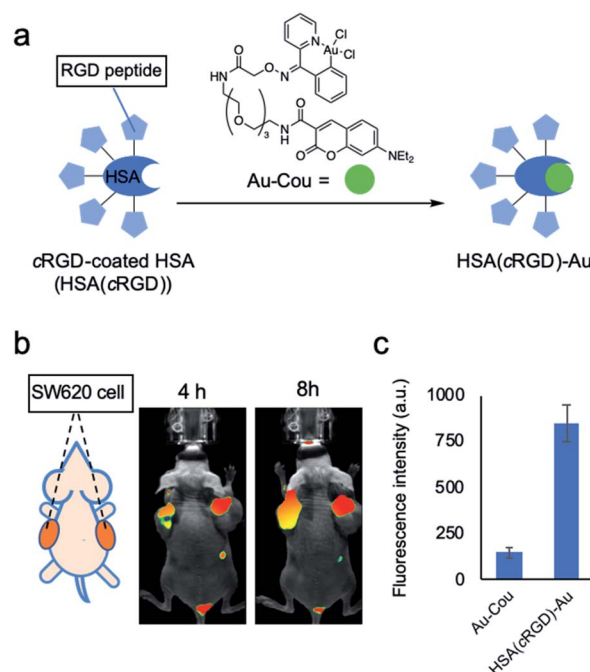 a
RGD peptide
HSA
cRGD-coated HSA
(HSA(cRGD))
Cl
Au
Cl
N
O
O
N
HN
O
3
O
N
H
O
O
NEt2
Au-Cou =
HSA(cRGD)-Au
b
SW620 cell
4 h
8h
c
Fluorescence intensity (a.u.)
1000
750
500
250
0
Au-Cou
HSA(cRGD)-Au